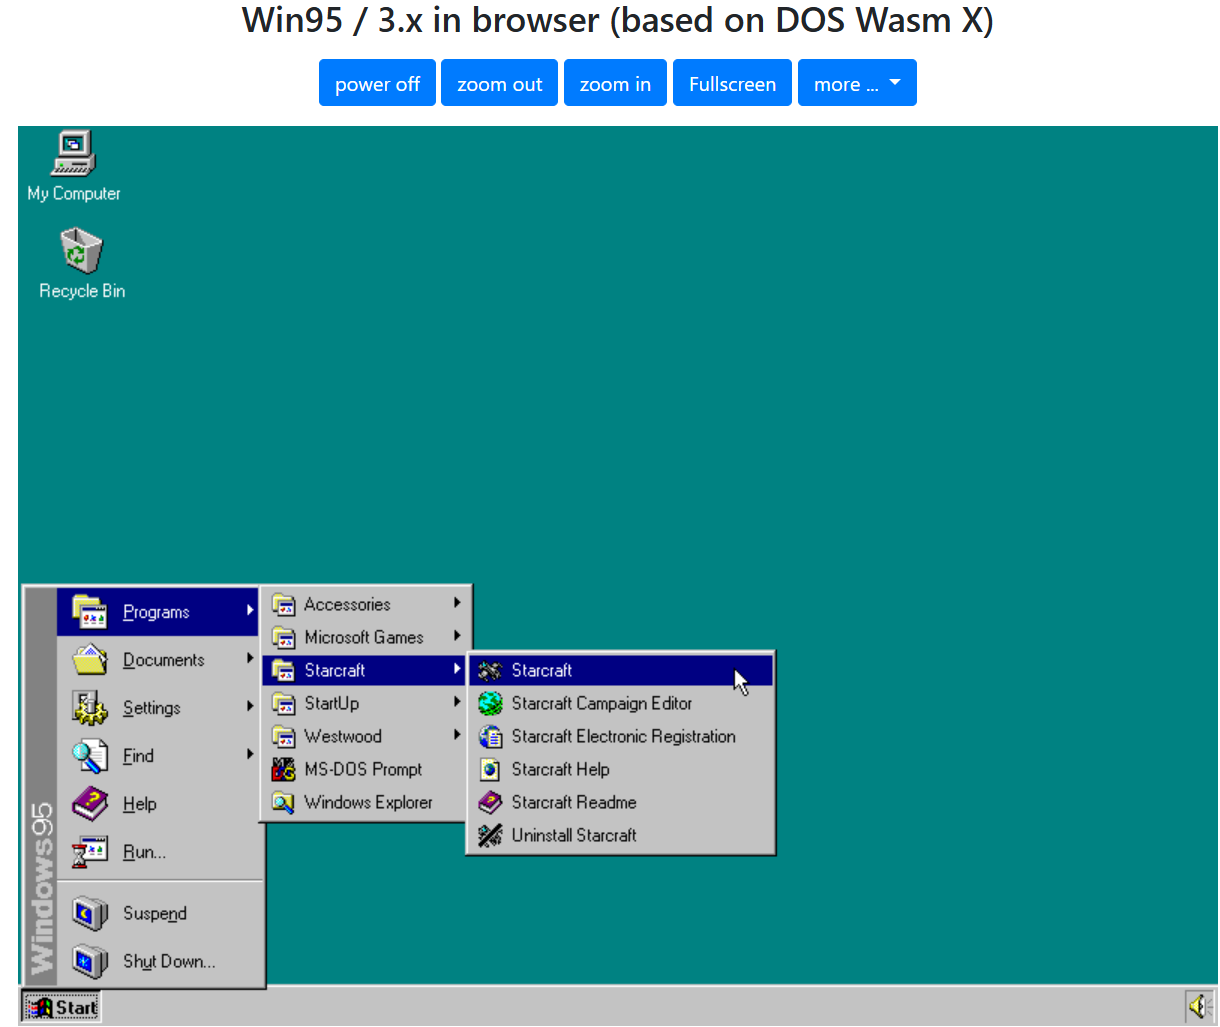 Win95 / 3.x in browser (based on DOS Wasm X)
power off
zoom out
zoom in
Fullscreen
more ...
My Computer
Recycle Bin
Programs
Documents
Settings
Find
Help
Run...
Suspend
Shut Down...
Windows95
Accessories
Microsoft Games
Starcraft
StartUp
Westwood
MS-DOS Prompt
Windows Explorer
Starcraft
Starcraft Campaign Editor
Starcraft Electronic Registration
Starcraft Help
Starcraft Readme
Uninstall Starcraft
Start